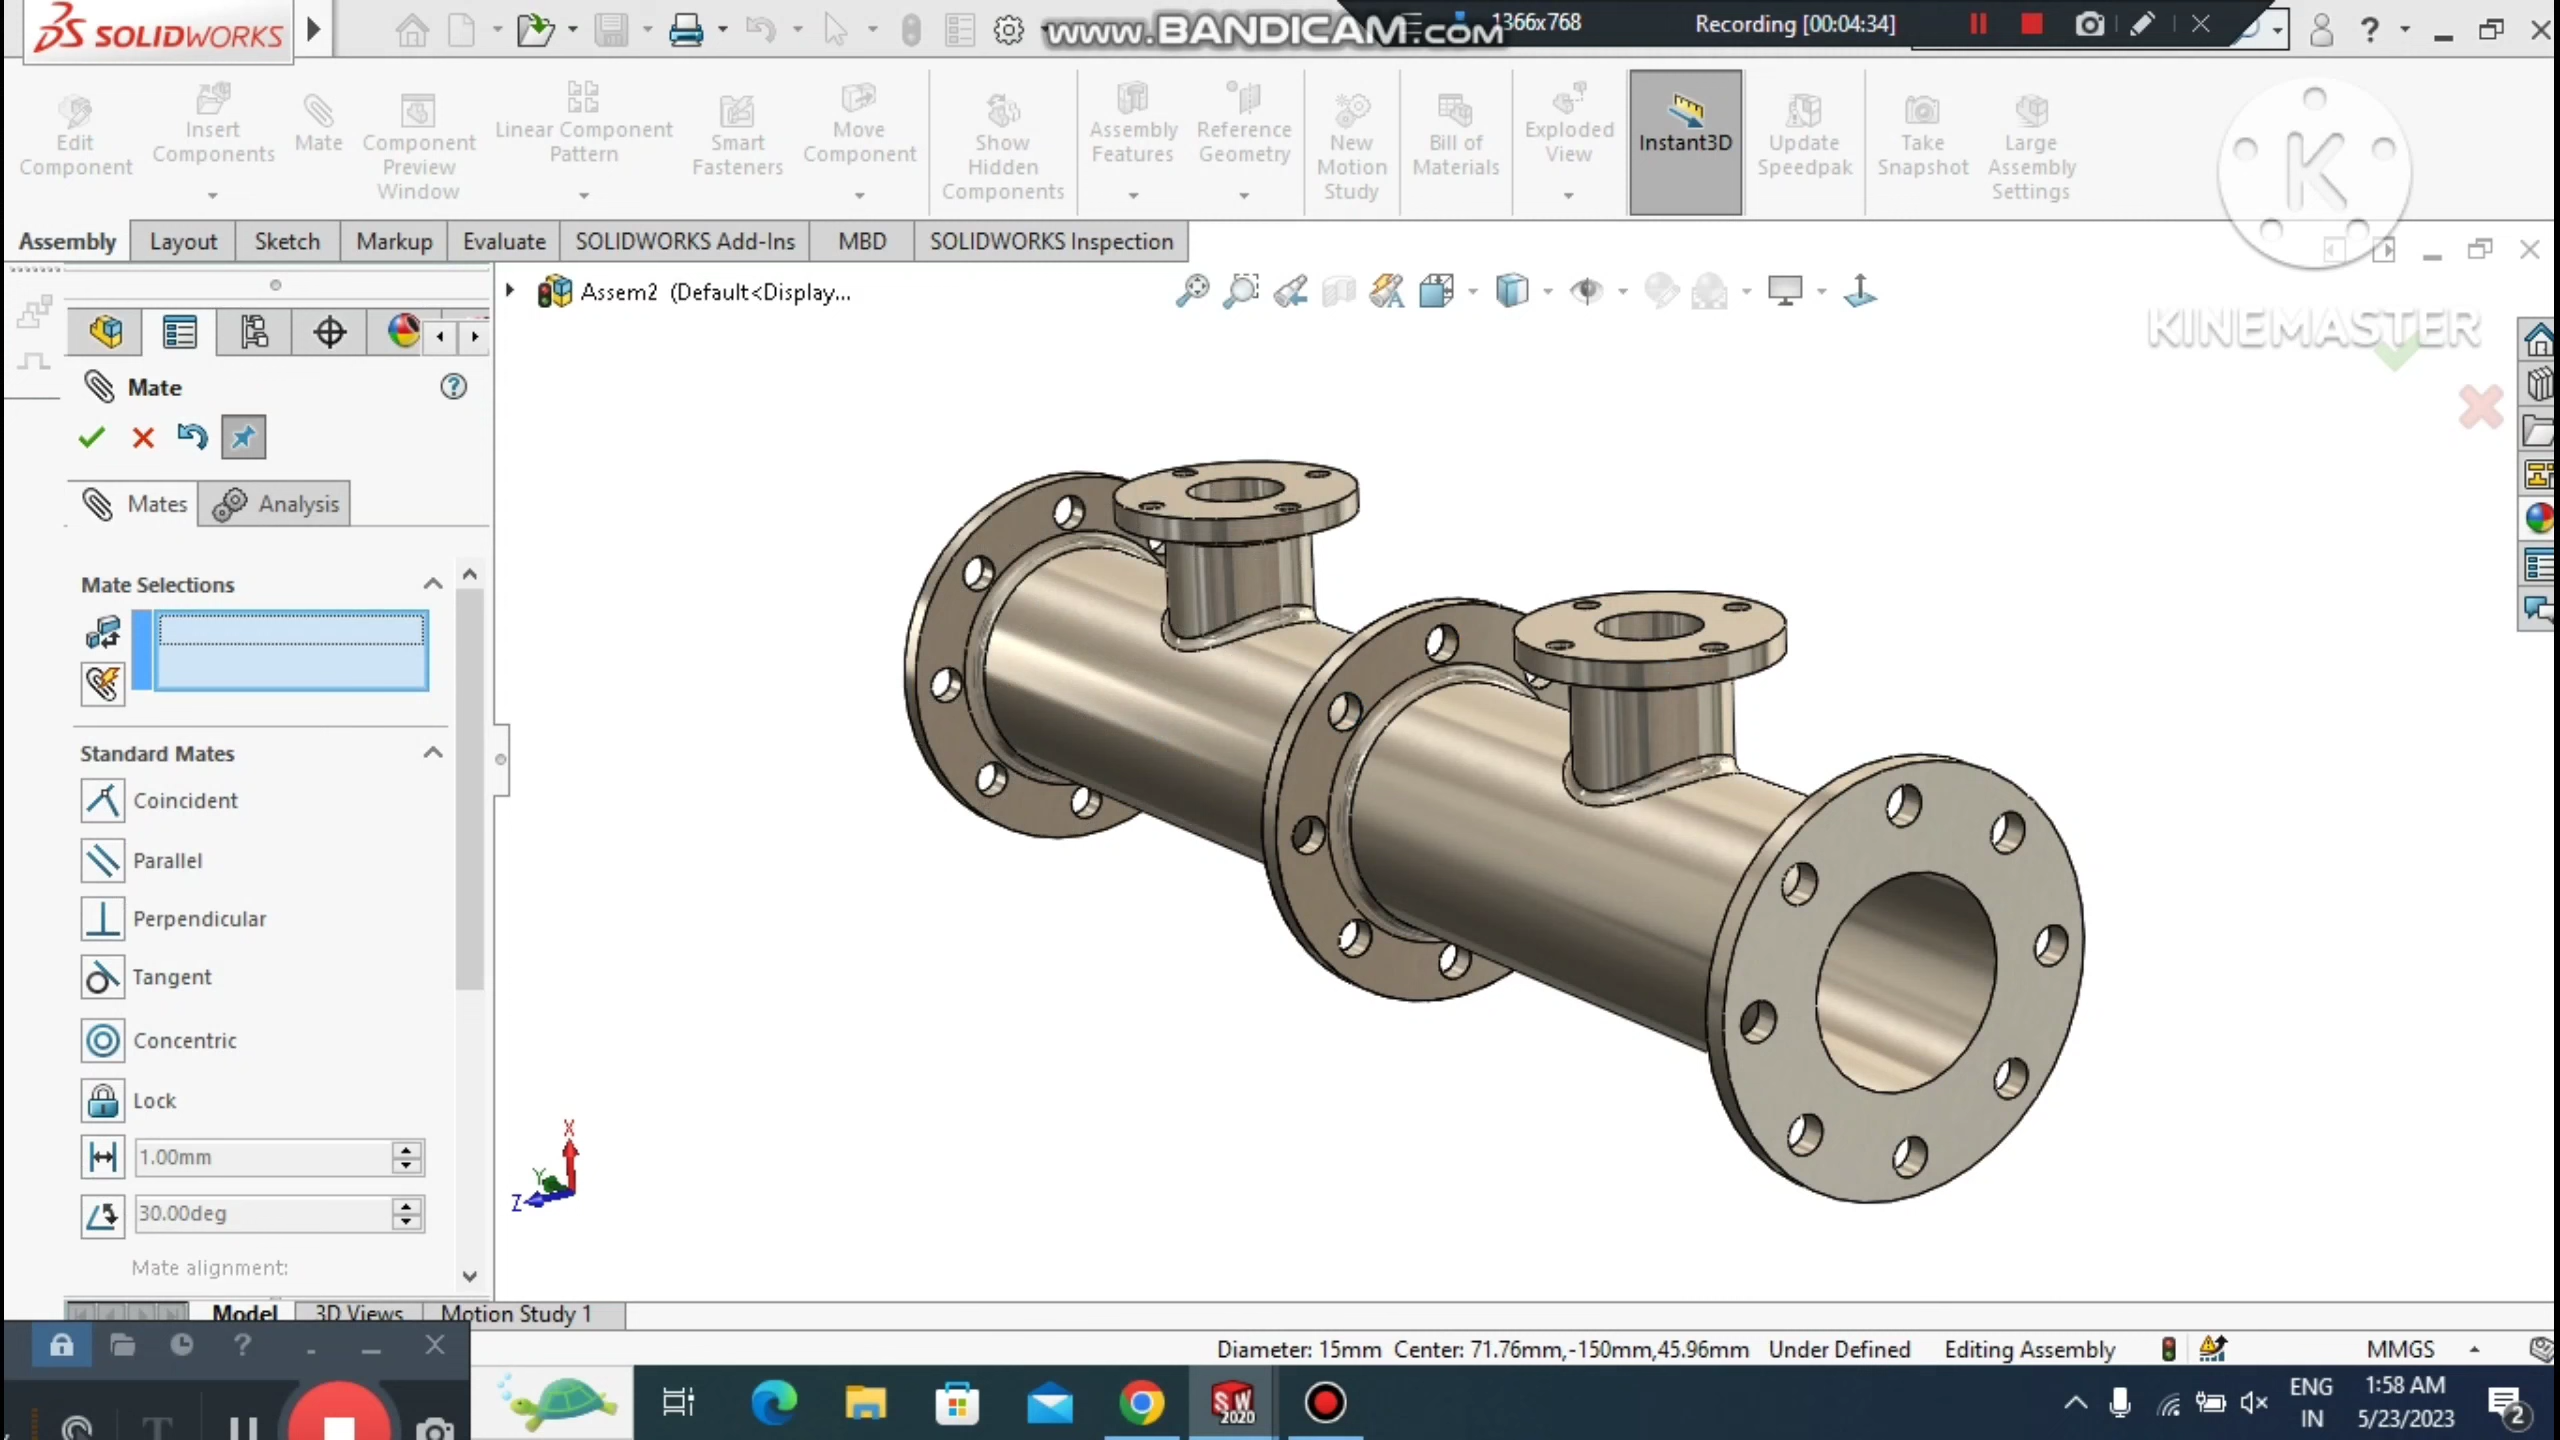 SOLIDWORKS
www.BANDICAM.com
1366x768
Recording [00:04:34]
Edit Component
Insert Components
Mate
Component Preview Window
Linear Component Pattern
Smart Fasteners
Move Component
Show Hidden Components
Assembly Features
Reference Geometry
New Motion Study
Bill of Materials
Exploded View
Instant3D
Update Speedpak
Take Snapshot
Large Assembly Settings
K
KINEMASTER
Assembly
Layout
Sketch
Markup
Evaluate
SOLIDWORKS Add-Ins
MBD
SOLIDWORKS Inspection
Assem2 (Default<Display...
Mate
Mates
Analysis
Mate Selections
Standard Mates
Coincident
Parallel
Perpendicular
Tangent
Concentric
Lock
1.00mm
30.00deg
Mate alignment:
X
Y
Z
Model
3D Views
Motion Study 1
Diameter: 15mm Center: 71.76mm,-150mm,45.96mm
Under Defined
Editing Assembly
MMGS
SW
2020
ENG
IN
1:58 AM
5/23/2023
2